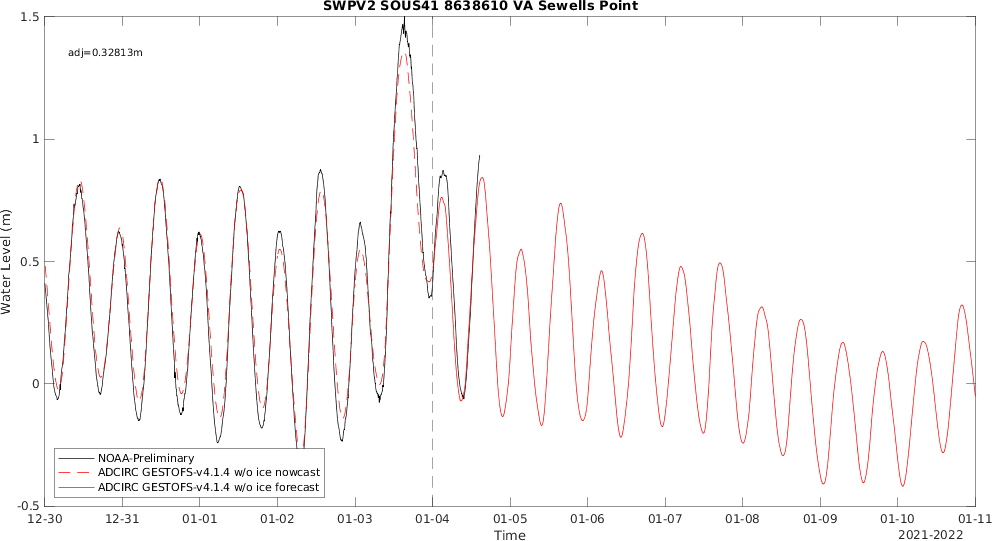 SWPV2 SOUS41 8638610 VA Sewells Point
adj=0.32813m
Water Level (m)
1.5
1
0.5
0
-0.5
NOAA-Preliminary
ADCIRC GESTOFS-v4.1.4 w/o ice nowcast
ADCIRC GESTOFS-v4.1.4 w/o ice forecast
12-30 12-31 01-01 01-02 01-03 01-04 01-05 01-06 01-07 01-08 01-09 01-10 01-11
Time
2021-2022